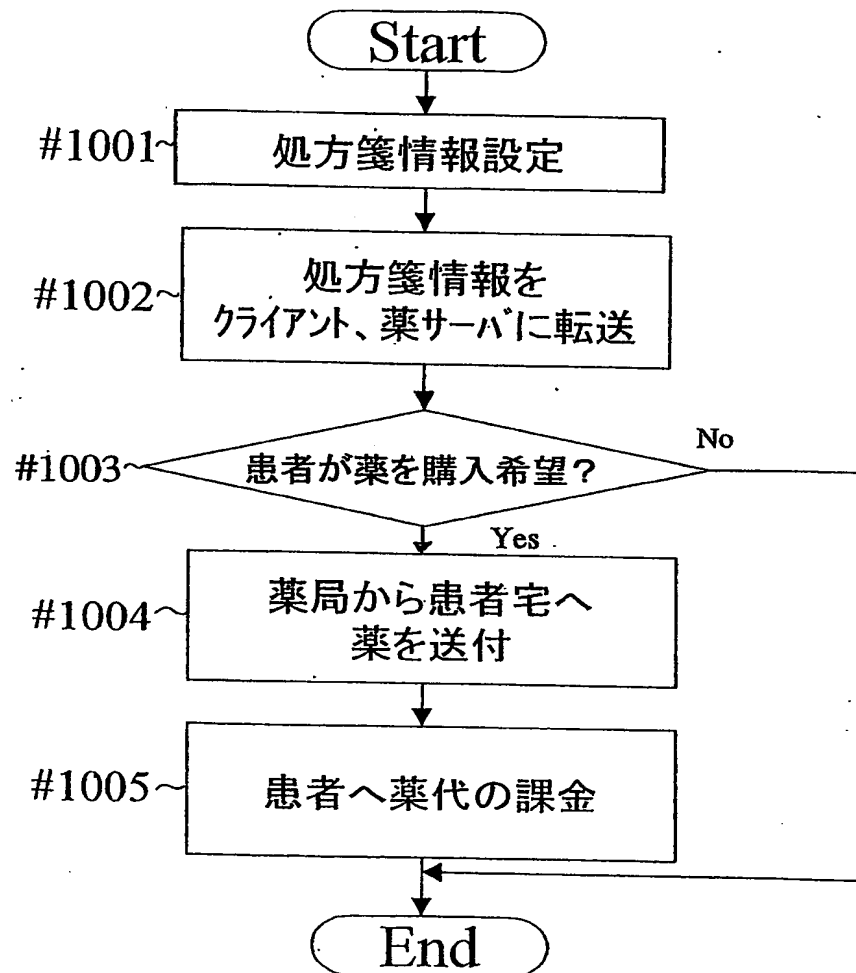 Start
#1001~
処方箋情報設定
#1002~
処方箋情報を
クライアント、薬サーバに転送
#1003~
患者が薬を購入希望?
No
Yes
#1004~
薬局から患者宅へ
薬を送付
#1005~
患者へ薬代の課金
End